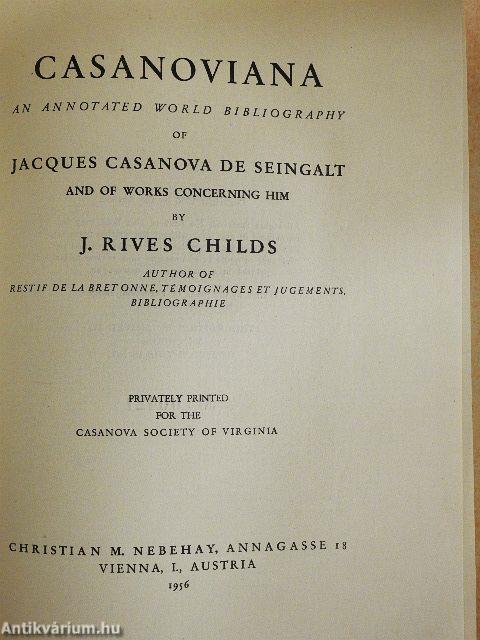 CASANOVIANA
AN ANNOTATED WORLD BIBLIOGRAPHY
OF
JACQUES CASANOVA DE SEINGALT
AND OF WORKS CONCERNING HIM
BY
J. RIVES CHILDS
AUTHOR OF
RESTIF DE LA BRETONNE, TÉMOIGNAGES ET JUGEMENTS,
BIBLIOGRAPHIE
PRIVATELY PRINTED
FOR THE
CASANOVA SOCIETY OF VIRGINIA
CHRISTIAN M. NEBEHAY, ANNAGASSE 18
VIENNA, I., AUSTRIA
1956
Antikvárium.hu